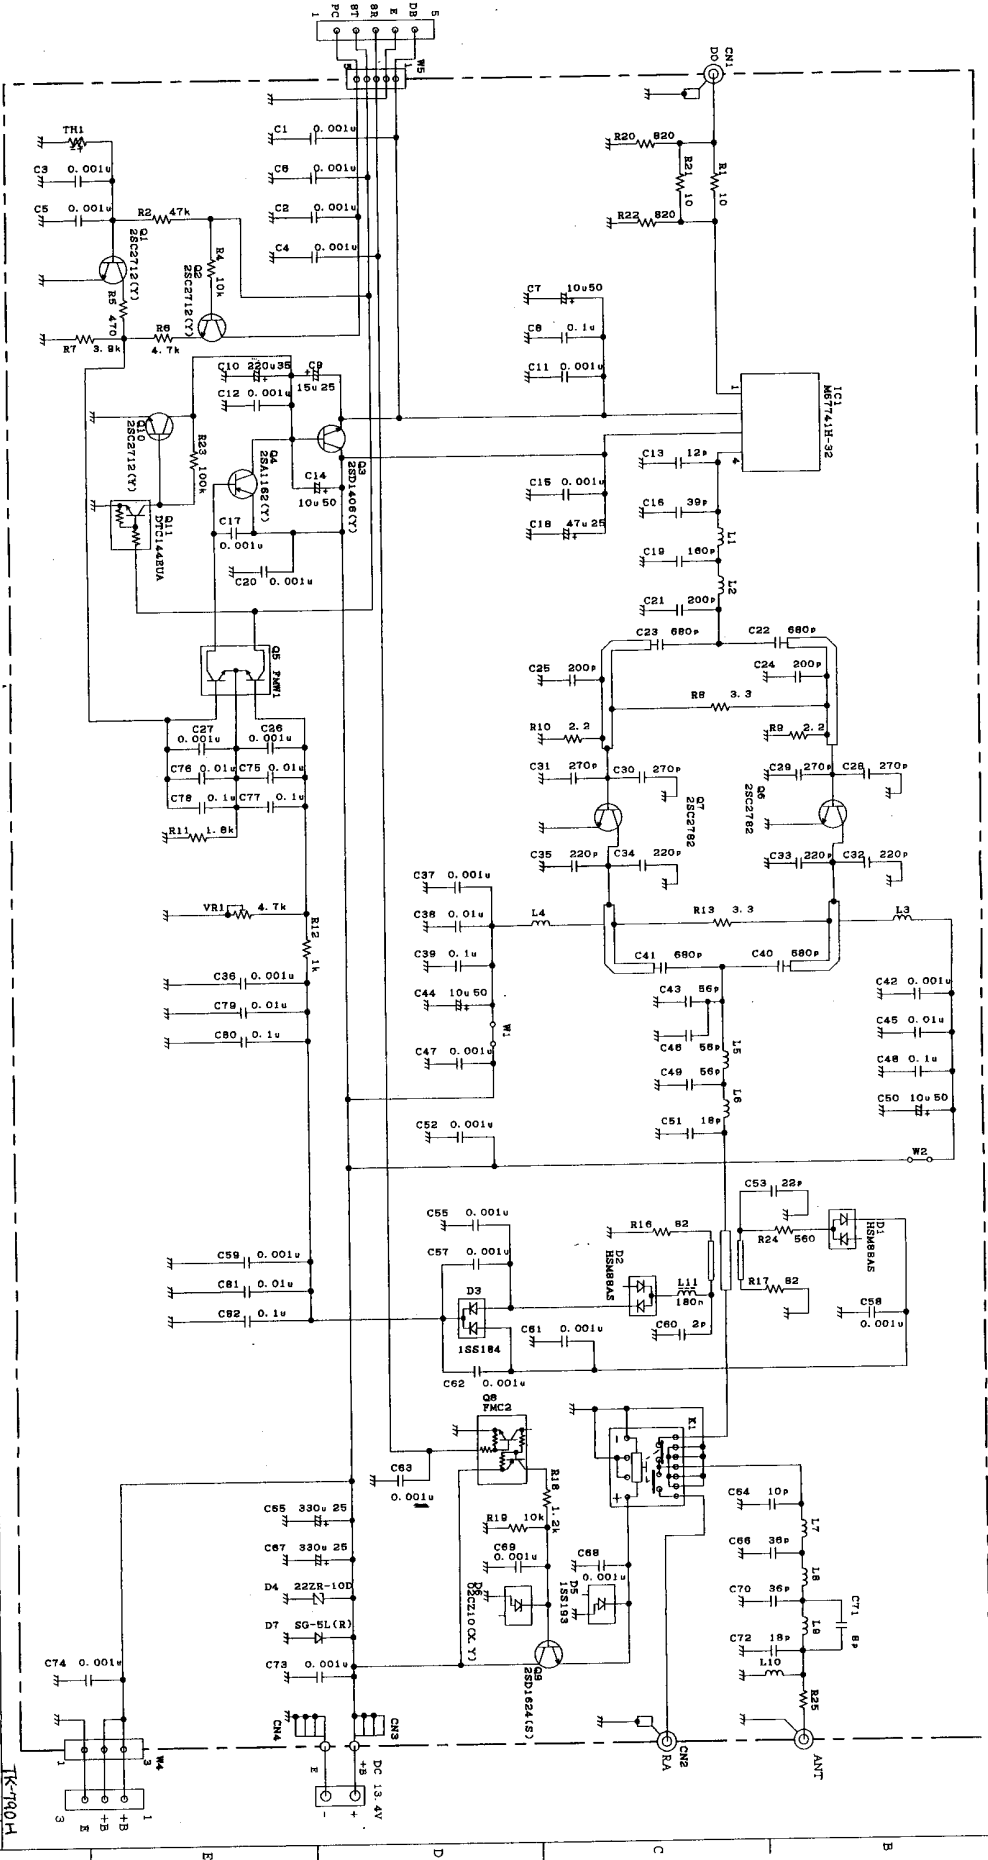 1
5
PC
8T
8R
E
DB
W5
1
CN1
DO
TH1
C3 0.001u
C5 0.001u
C1 0.001u
C6 0.001u
C2 0.001u
C4 0.001u
R20 820
R21 10
R1 10
R22 820
R2 47k
Q1
2SC2712(Y)
Q2
2SC2712(Y)
R4 10k
R5 470
R6
4.7k
R7 3.9k
C7 10u50
C8 0.1u
C11 0.001u
IC1
M67741H-32
1
4
C10 220u35
C9
15u25
C12 0.001u
Q10
2SC2712(Y)
R23 100k
Q4
2SA1162(Y)
Q3
2SD1406(Y)
C14
10u50
C13 12p
C15 0.001u
C16 39p
C18 47u25
L1
Q11
DTC144EUA
C17
0.001u
C20 0.001u
C19 160p
L2
C21 200p
C23 680p
C22 680p
Q5 FMW1
C25 200p
C24 200p
R8 3.3
R10 2.2
R9 2.2
C27
0.001u
C26
0.001u
C76 0.01u
C75 0.01u
C78 0.1u
C77 0.1u
R11 1.8k
C31 270p
C30 270p
C29 270p
C28 270p
Q7
2SC2782
Q6
2SC2782
C35 220p
C34 220p
C33 220p
C32 220p
VR1 4.7k
R12
1k
C37 0.001u
C38 0.01u
C39 0.1u
C44 10u50
W1
C47 0.001u
L4
R13 3.3
L3
C41 680p
C40 680p
C36 0.001u
C79 0.01u
C80 0.1u
C43 56p
C46 56p
L5
C49 56p
L6
C51 18p
C42 0.001u
C45 0.01u
C48 0.1u
C50 10u50
C52 0.001u
W2
C53 22p
R24 560
D1
HSM88AS
R16 82
D2
HSM88AS
L11
180n
R17 82
C60 2p
C58
0.001u
C55 0.001u
C57 0.001u
D3
1SS184
C61 0.001u
C62 0.001u
C59 0.001u
C81 0.01u
C82 0.1u
Q8
FMC2
K1
C63
0.001u
R18 1.2k
R19 10k
C64 10p
L7
C66 36p
L8
C70 36p
C71
8p
L9
C72 18p
L10
R25
C65 330u25
C67 330u25
D4 22ZR-10D
D7 SG-5L(R)
C73 0.001u
C69
0.001u
C68
0.001u
D6
02CZ10(X.Y)
D5
1SS193
Q9
2SD1624(S)
C74 0.001u
CN4
CN3
CN2
RA
ANT
W4
1
3
E
+B
DC 13.4V
-
+
3
1
E
+B
+B
TK-790H
E
D
C
B